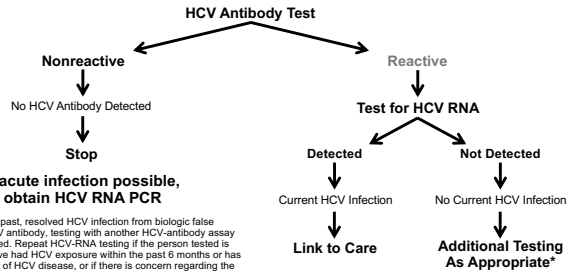 HCV Antibody Test
Nonreactive
Reactive
No HCV Antibody Detected
Test for HCV RNA
Stop
Detected
Not Detected
acute infection possible,
obtain HCV RNA PCR
Current HCV Infection
No Current HCV Infection
past, resolved HCV infection from biologic false
antibody, testing with another HCV-antibody assay
Repeat HCV-RNA testing if the person tested is
had HCV exposure within the past 6 months or has
of HCV disease, or if there is concern regarding the
Link to Care
Additional Testing
As Appropriate*